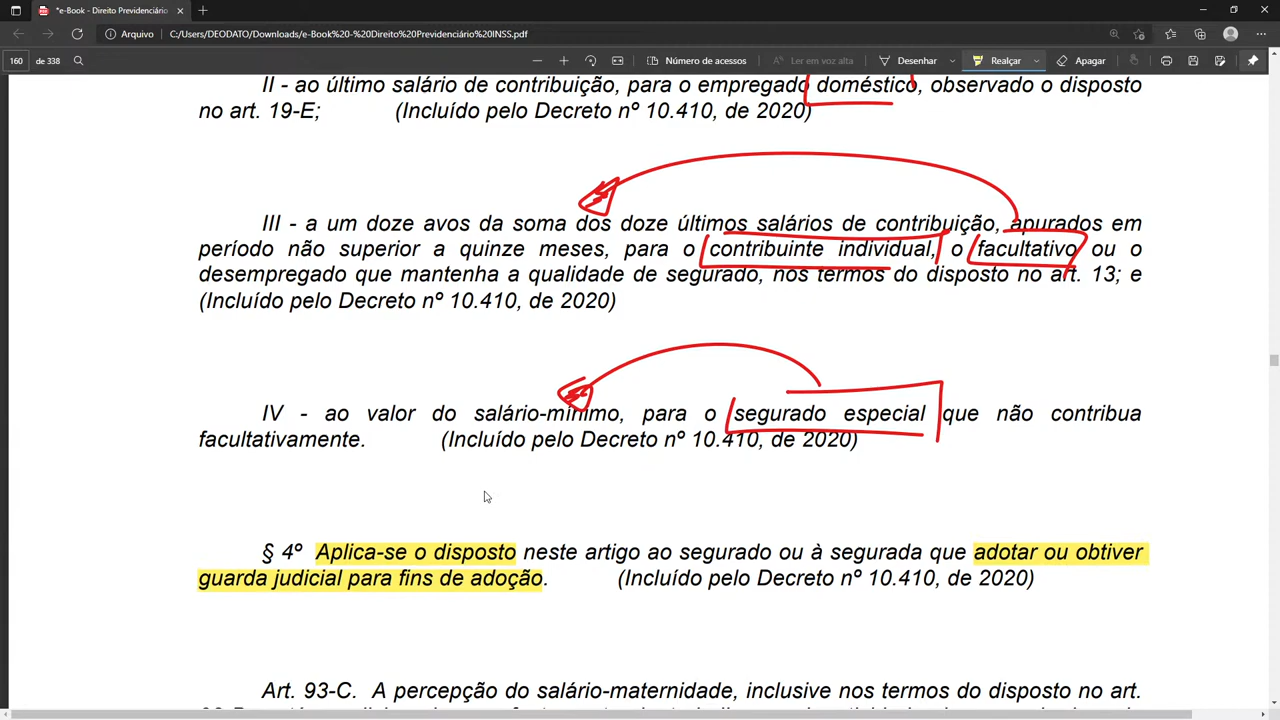 *e-Book - Direito Previdenciário
Arquivo C:/Users/DEODATO/Downloads/e-Book%20-%20Direito%20Previdenciário%20INSS.pdf
160 de 338 Número de acessos Ler em voz alta Desenhar Realçar Apagar
II - ao último salário de contribuição, para o empregado doméstico, observado o disposto
no art. 19-E; (Incluído pelo Decreto nº 10.410, de 2020)
III - a um doze avos da soma dos doze últimos salários de contribuição, apurados em
período não superior a quinze meses, para o contribuinte individual, o facultativo ou o
desempregado que mantenha a qualidade de segurado, nos termos do disposto no art. 13; e
(Incluído pelo Decreto nº 10.410, de 2020)
IV - ao valor do salário-mínimo, para o segurado especial que não contribua
facultativamente. (Incluído pelo Decreto nº 10.410, de 2020)
§ 4º Aplica-se o disposto neste artigo ao segurado ou à segurada que adotar ou obtiver
guarda judicial para fins de adoção. (Incluído pelo Decreto nº 10.410, de 2020)
Art. 93-C. A percepção do salário-maternidade, inclusive nos termos do disposto no art.